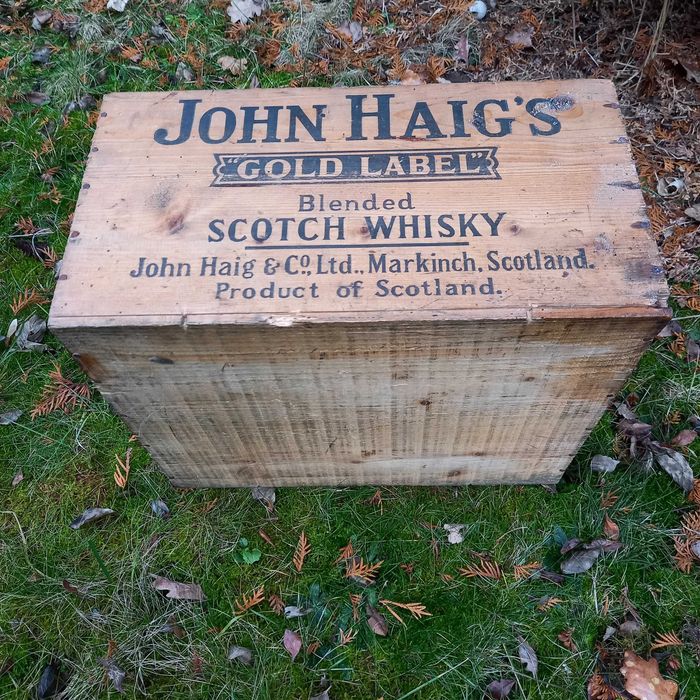 JOHN HAIG'S
"GOLD LABEL"
Blended
SCOTCH WHISKY
John Haig & Co. Ltd., Markinch, Scotland.
Product of Scotland.